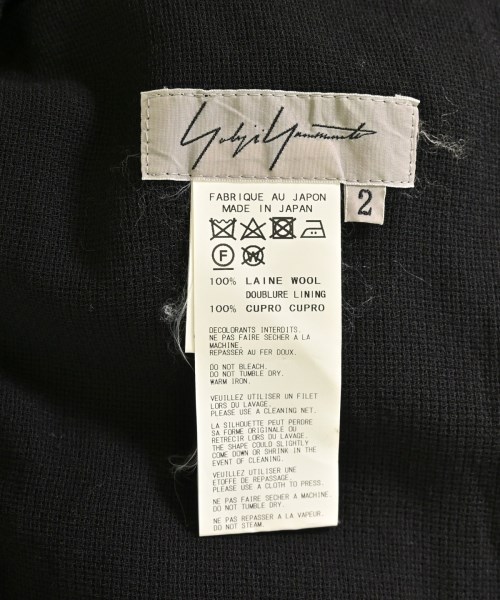 Yohji Yamamoto
2
FABRIQUE AU JAPON
MADE IN JAPAN
F W
100% LAINE WOOL
DOUBLURE LINING
100% CUPRO CUPRO
DECOLORANTS INTERDITS.
NE PAS FAIRE SECHER A LA
MACHINE.
REPASSER AU FER DOUX.
DO NOT BLEACH.
DO NOT TUMBLE DRY.
WARM IRON.
VEUILLEZ UTILISER UN FILET
LORS DU LAVAGE.
PLEASE USE A CLEANING NET.
LA SILHOUETTE PEUT PERDRE
SA FORME ORIGINALE OU
RETRECIR LORS DU LAVAGE.
THE SHAPE COULD SLIGHTLY
COME DOWN OR SHRINK IN THE
EVENT OF CLEANING.
VEUILLEZ UTILISER UNE
ETOFFE DE REPASSAGE.
PLEASE USE A CLOTH TO PRESS.
NE PAS FAIRE SECHER A MACHINE.
DO NOT TUMBLE DRY.
NE PAS REPASSER A LA VAPEUR.
DO NOT STEAM.